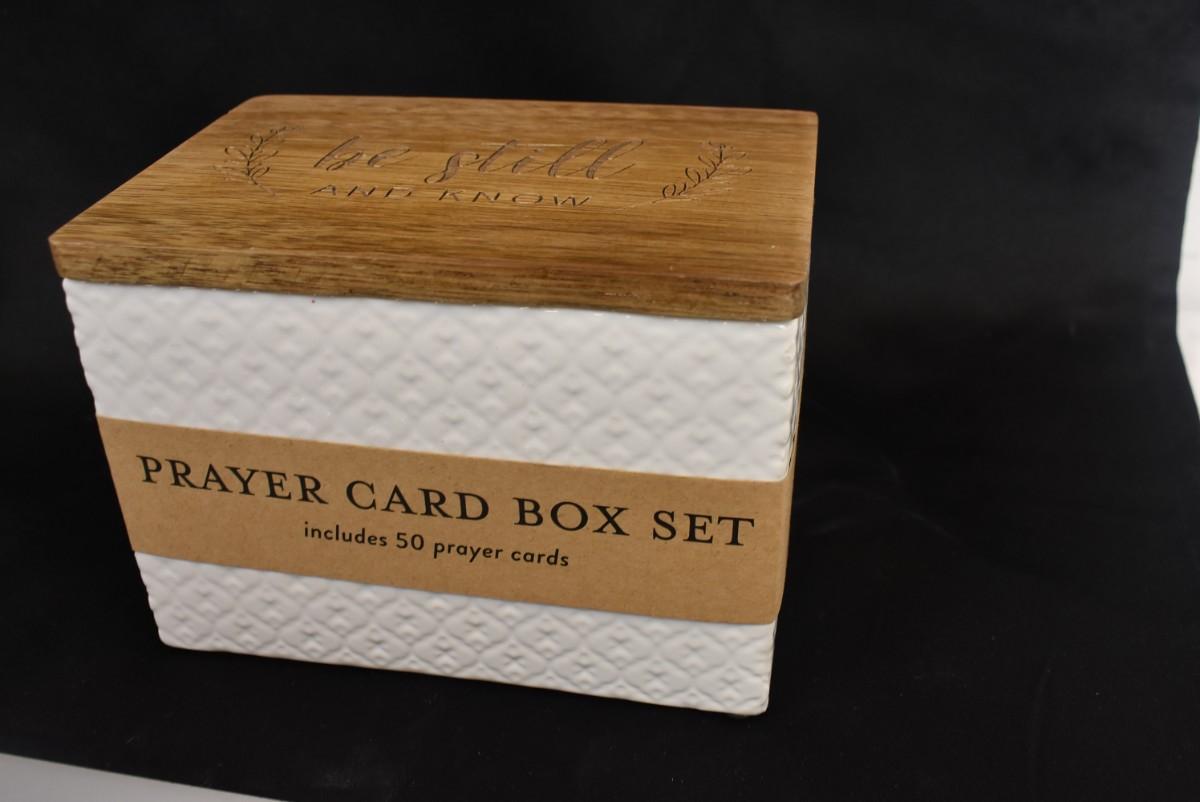 be still
AND KNOW
PRAYER CARD BOX SET
includes 50 prayer cards